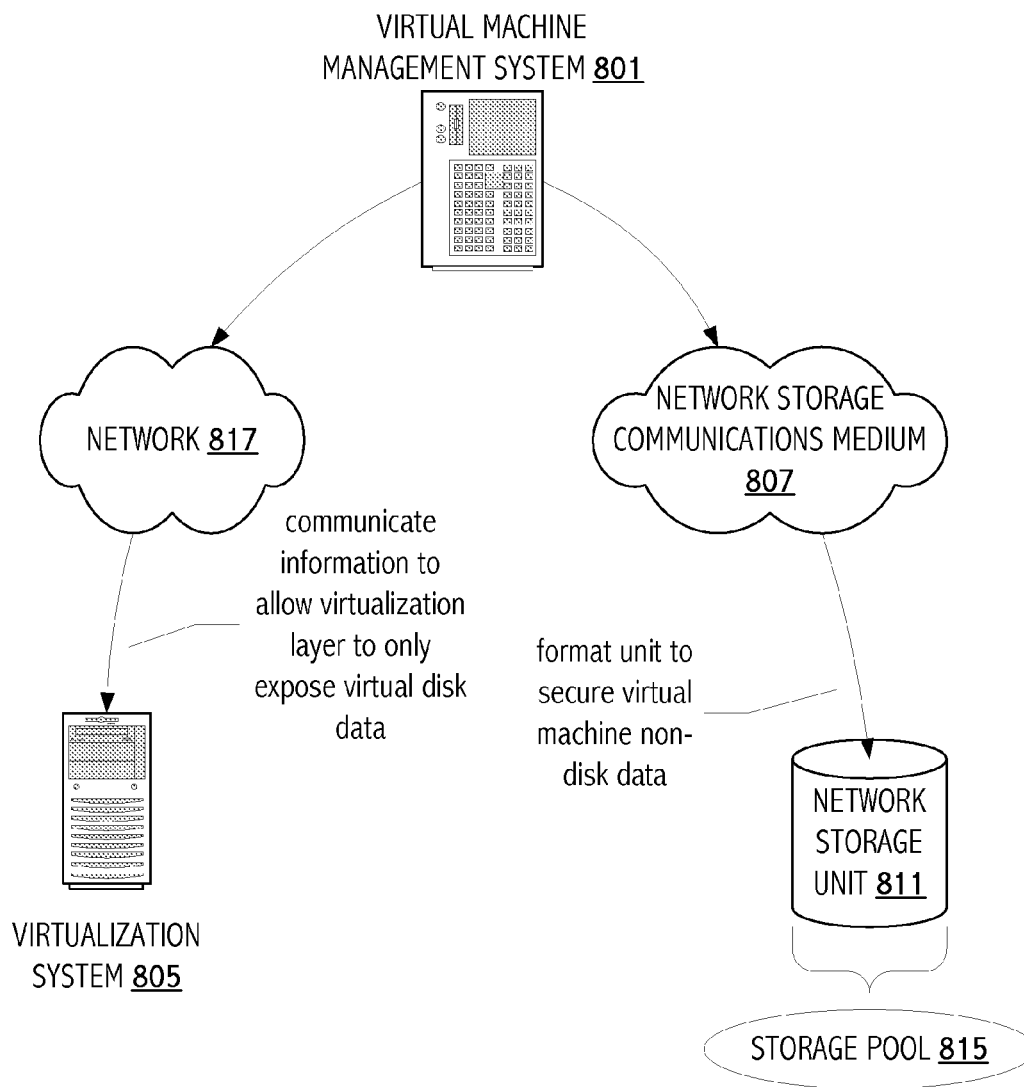 VIRTUAL MACHINE
MANAGEMENT SYSTEM 801
NETWORK 817
NETWORK STORAGE
COMMUNICATIONS MEDIUM
807
communicate
information to
allow virtualization
layer to only
expose virtual disk
data
format unit to
secure virtual
machine non-
disk data
NETWORK
STORAGE
UNIT 811
VIRTUALIZATION
SYSTEM 805
STORAGE POOL 815